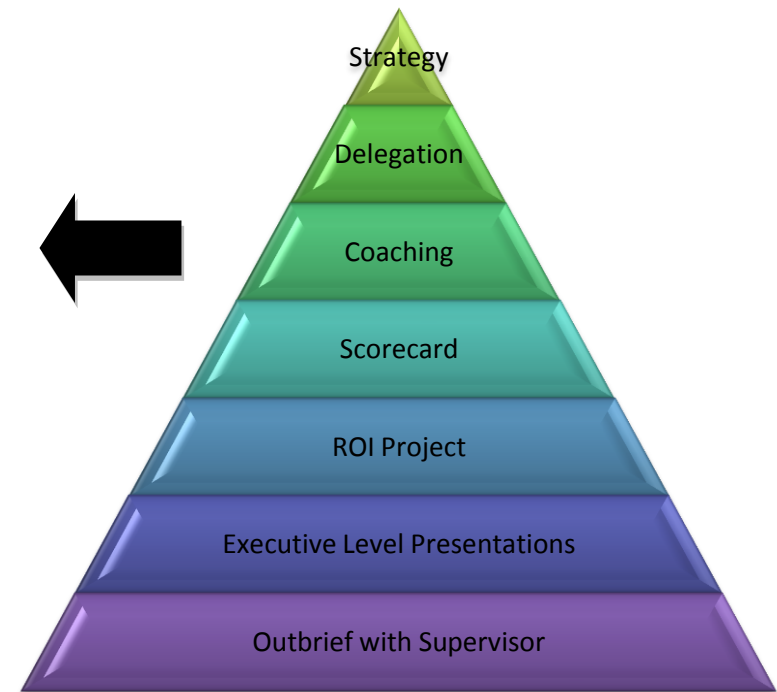 Strategy
Delegation
Coaching
Scorecard
ROI Project
Executive Level Presentations
Outbrief with Supervisor